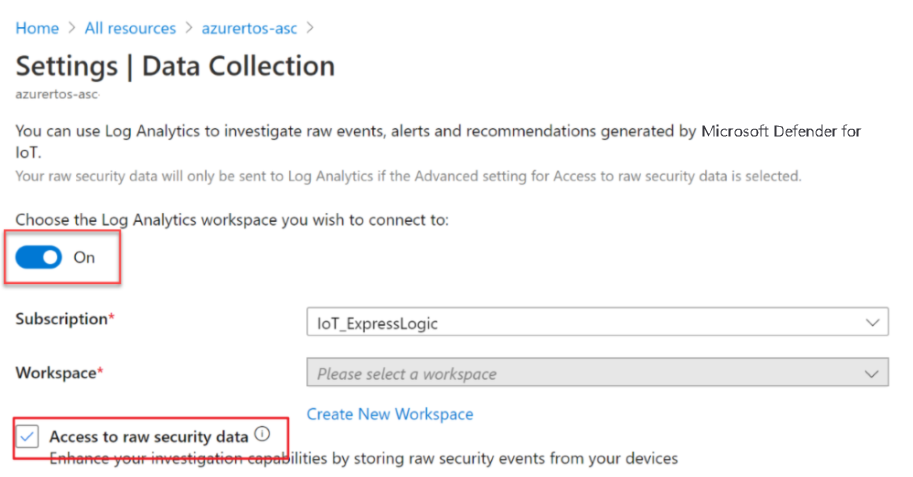 Home > All resources > azurertos-asc >
Settings | Data Collection
azurertos-asc
You can use Log Analytics to investigate raw events, alerts and recommendations generated by Microsoft Defender for
IoT.
Your raw security data will only be sent to Log Analytics if the Advanced setting for Access to raw security data is selected.
Choose the Log Analytics workspace you wish to connect to:
On
Subscription* IoT_ExpressLogic
Workspace* Please select a workspace
Create New Workspace
Access to raw security data
Enhance your investigation capabilities by storing raw security events from your devices